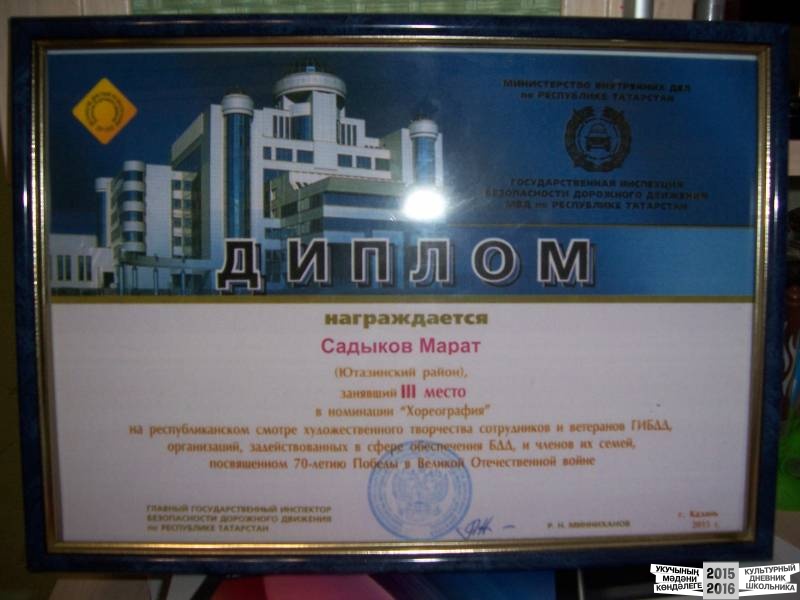 МИНИСТЕРСТВО ВНУТРЕННИХ ДЕЛ
по РЕСПУБЛИКЕ ТАТАРСТАН
ГОСУДАРСТВЕННАЯ ИНСПЕКЦИЯ
БЕЗОПАСНОСТИ ДОРОЖНОГО ДВИЖЕНИЯ
МВД по РЕСПУБЛИКЕ ТАТАРСТАН
ДИПЛОМ
награждается
Садыков Марат
(Ютазинский район),
занявший III место
в номинации "Хореография"
на республиканском смотре художественного творчества сотрудников и ветеранов ГИБДД,
организаций, задействованных в сфере обеспечения БДД, и членов их семей,
посвященном 70-летию Победы в Великой Отечественной войне
ГЛАВНЫЙ ГОСУДАРСТВЕННЫЙ ИНСПЕКТОР
БЕЗОПАСНОСТИ ДОРОЖНОГО ДВИЖЕНИЯ
по РЕСПУБЛИКЕ ТАТАРСТАН
Р. Н. МИННИХАНОВ
г. Казань
2015 г.
УКУЧЫНЫҢ
МӘДӘНИ
КӨНДӘЛЕГЕ
2015
2016
КУЛЬТУРНЫЙ
ДНЕВНИК
ШКОЛЬНИКА